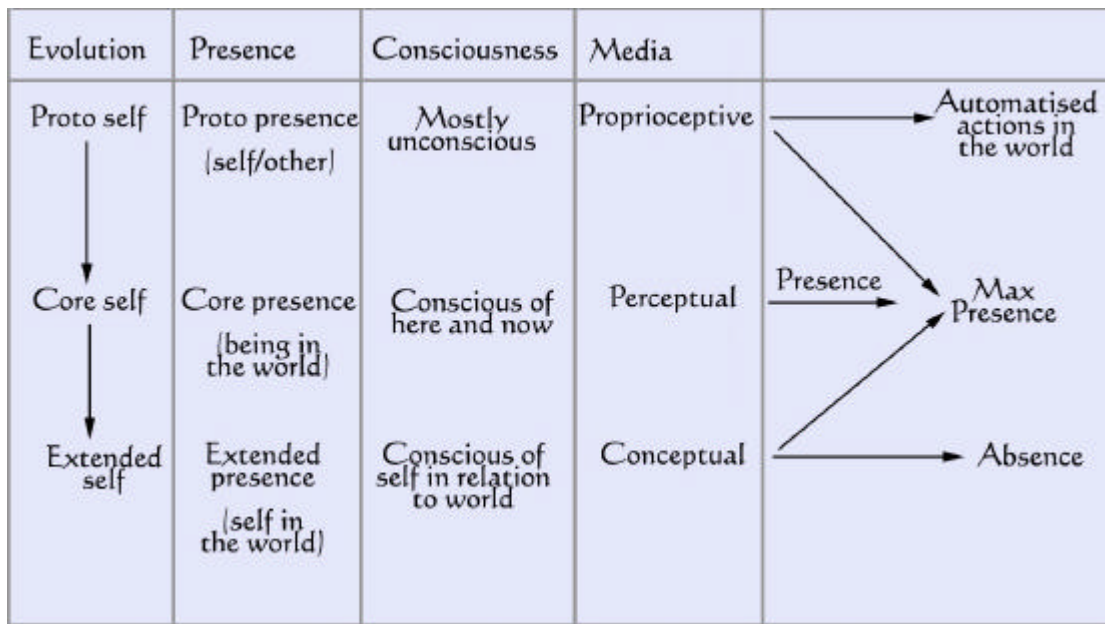 Evolution
Presence
Consciousness
Media
Proto self
Proto presence
(self/other)
Mostly
unconscious
Proprioceptive
Automatised
actions in
the world
Core self
Core presence
(being in
the world)
Conscious of
here and now
Perceptual
Presence
Max
Presence
Extended
self
Extended
presence
(self in
the world)
Conscious of
self in relation
to world
Conceptual
Absence